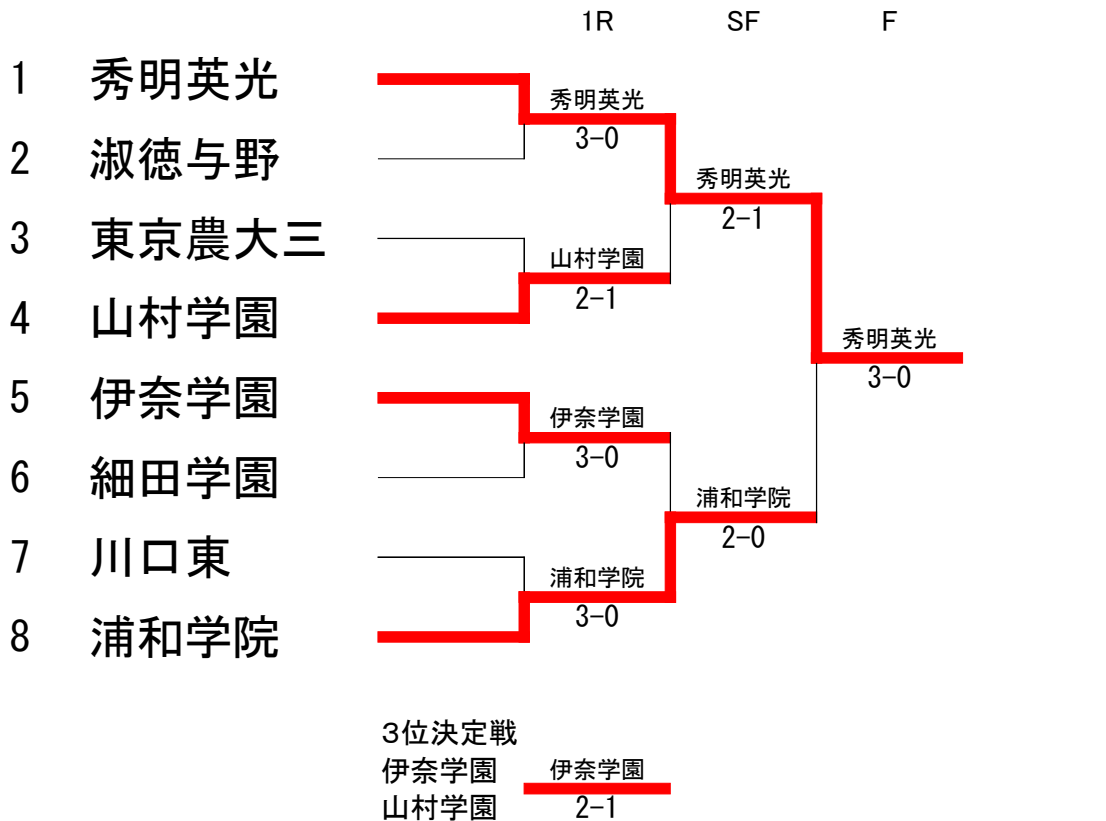 1R SF F
1 秀明英光
2 淑徳与野
3 東京農大三
4 山村学園
5 伊奈学園
6 細田学園
7 川口東
8 浦和学院
秀明英光
3-0
山村学園
2-1
伊奈学園
3-0
浦和学院
3-0
秀明英光
2-1
浦和学院
2-0
秀明英光
3-0
3位決定戦
伊奈学園
山村学園
伊奈学園
2-1